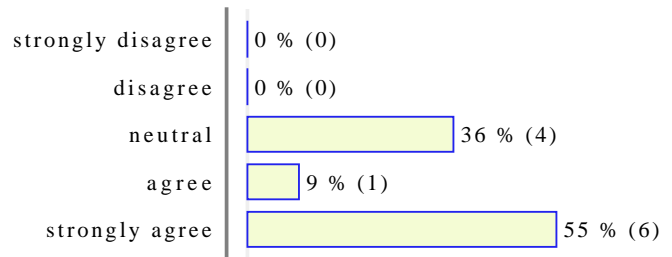 strongly disagree 0 % (0)
disagree 0 % (0)
neutral 36 % (4)
agree 9 % (1)
strongly agree 55 % (6)